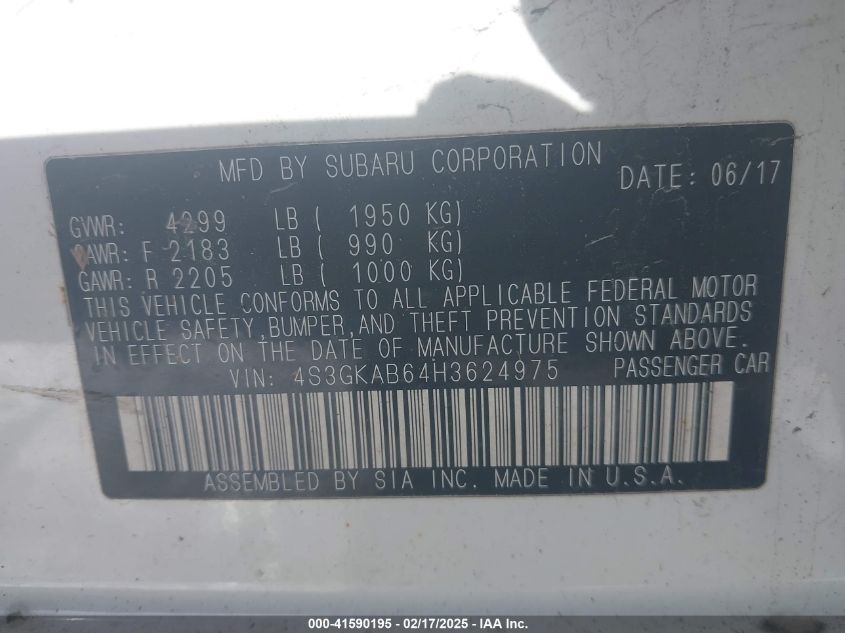 MFD BY SUBARU CORPORATION DATE: 06/17
GVWR: 4299 LB ( 1950 KG)
GAWR: F 2183 LB ( 990 KG)
GAWR: R 2205 LB ( 1000 KG)
THIS VEHICLE CONFORMS TO ALL APPLICABLE FEDERAL MOTOR
VEHICLE SAFETY,BUMPER,AND THEFT PREVENTION STANDARDS
IN EFFECT ON THE DATE OF MANUFACTURE SHOWN ABOVE.
VIN: 4S3GKAB64H3624975 PASSENGER CAR
ASSEMBLED BY SIA INC. MADE IN U.S.A.
000-41590195 - 02/17/2025 - IAA Inc.